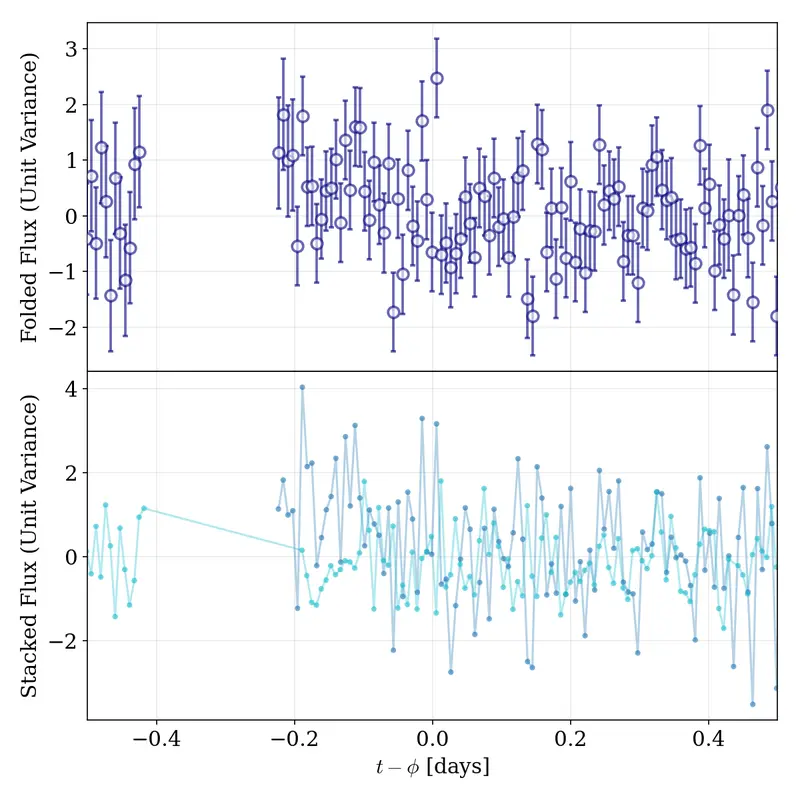 3
2
1
0
−1
−2
Folded Flux (Unit Variance)
4
2
0
−2
Stacked Flux (Unit Variance)
−0.4 −0.2 0.0 0.2 0.4
t − ϕ [days]